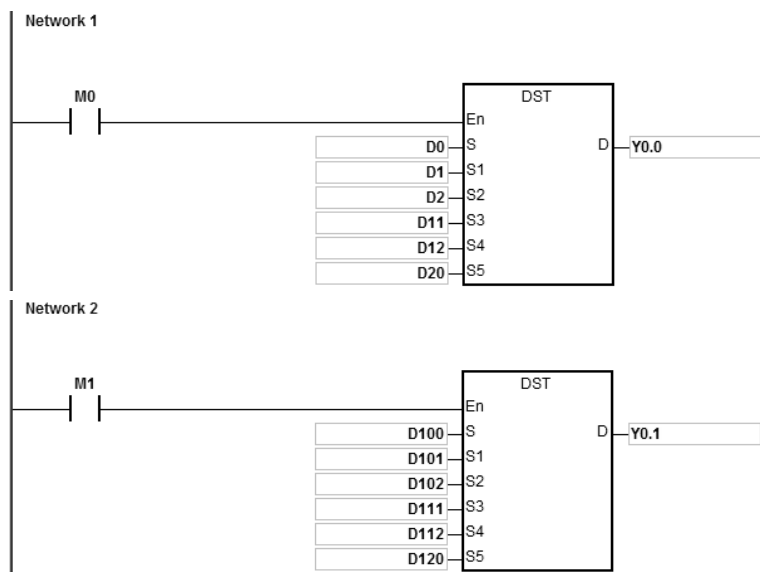 Network 1
M0
DST
En
D0 S D Y0.0
D1 S1
D2 S2
D11 S3
D12 S4
D20 S5
Network 2
M1
DST
En
D100 S D Y0.1
D101 S1
D102 S2
D111 S3
D112 S4
D120 S5